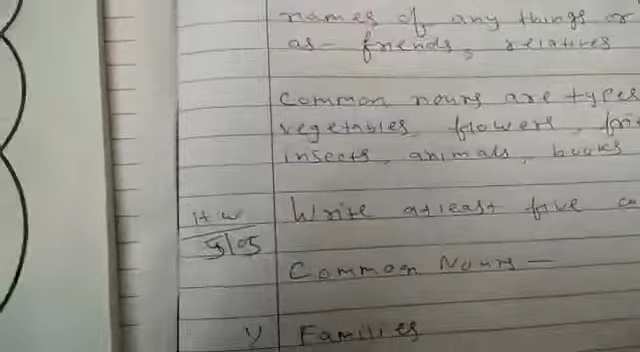 names of any things or
as - friends, relatives
Common nouns are types
vegetables, flowers,
insects, animals, books
H.W Write atleast five
5/05
Common Nouns —
Families